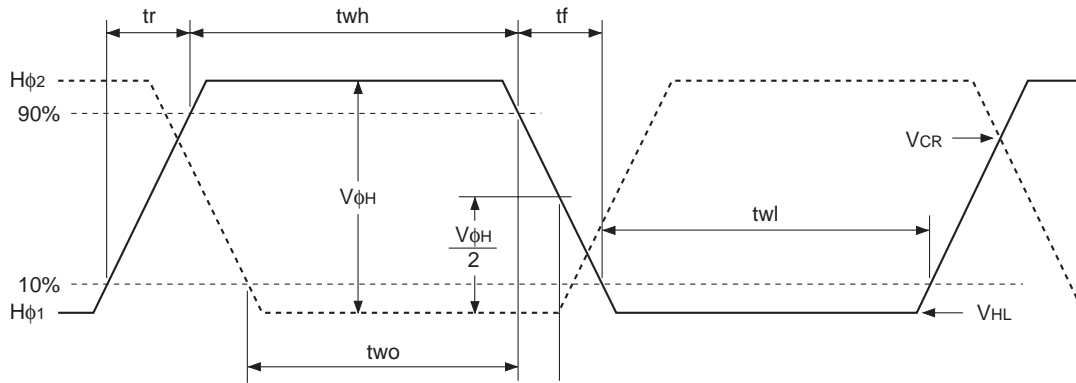 tr twh tf
Hϕ2
90%
VCR
VϕH
twl
VϕH
2
10%
Hϕ1
VHL
two